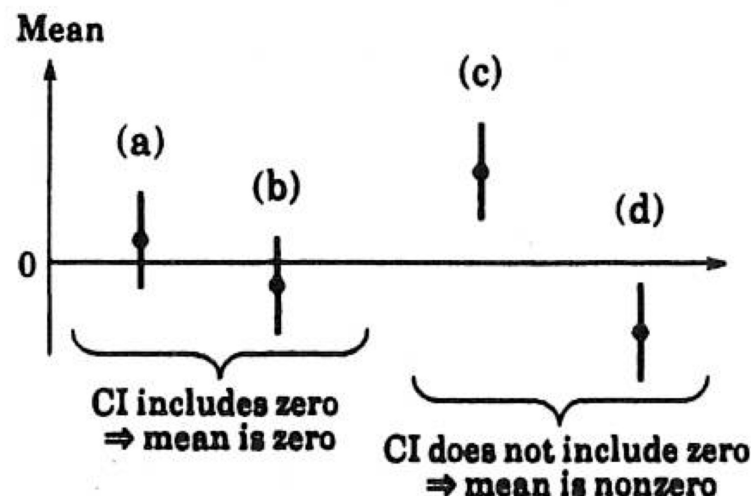 Mean
(a)
(b)
(c)
(d)
0
CI includes zero
⇒ mean is zero
CI does not include zero
⇒ mean is nonzero